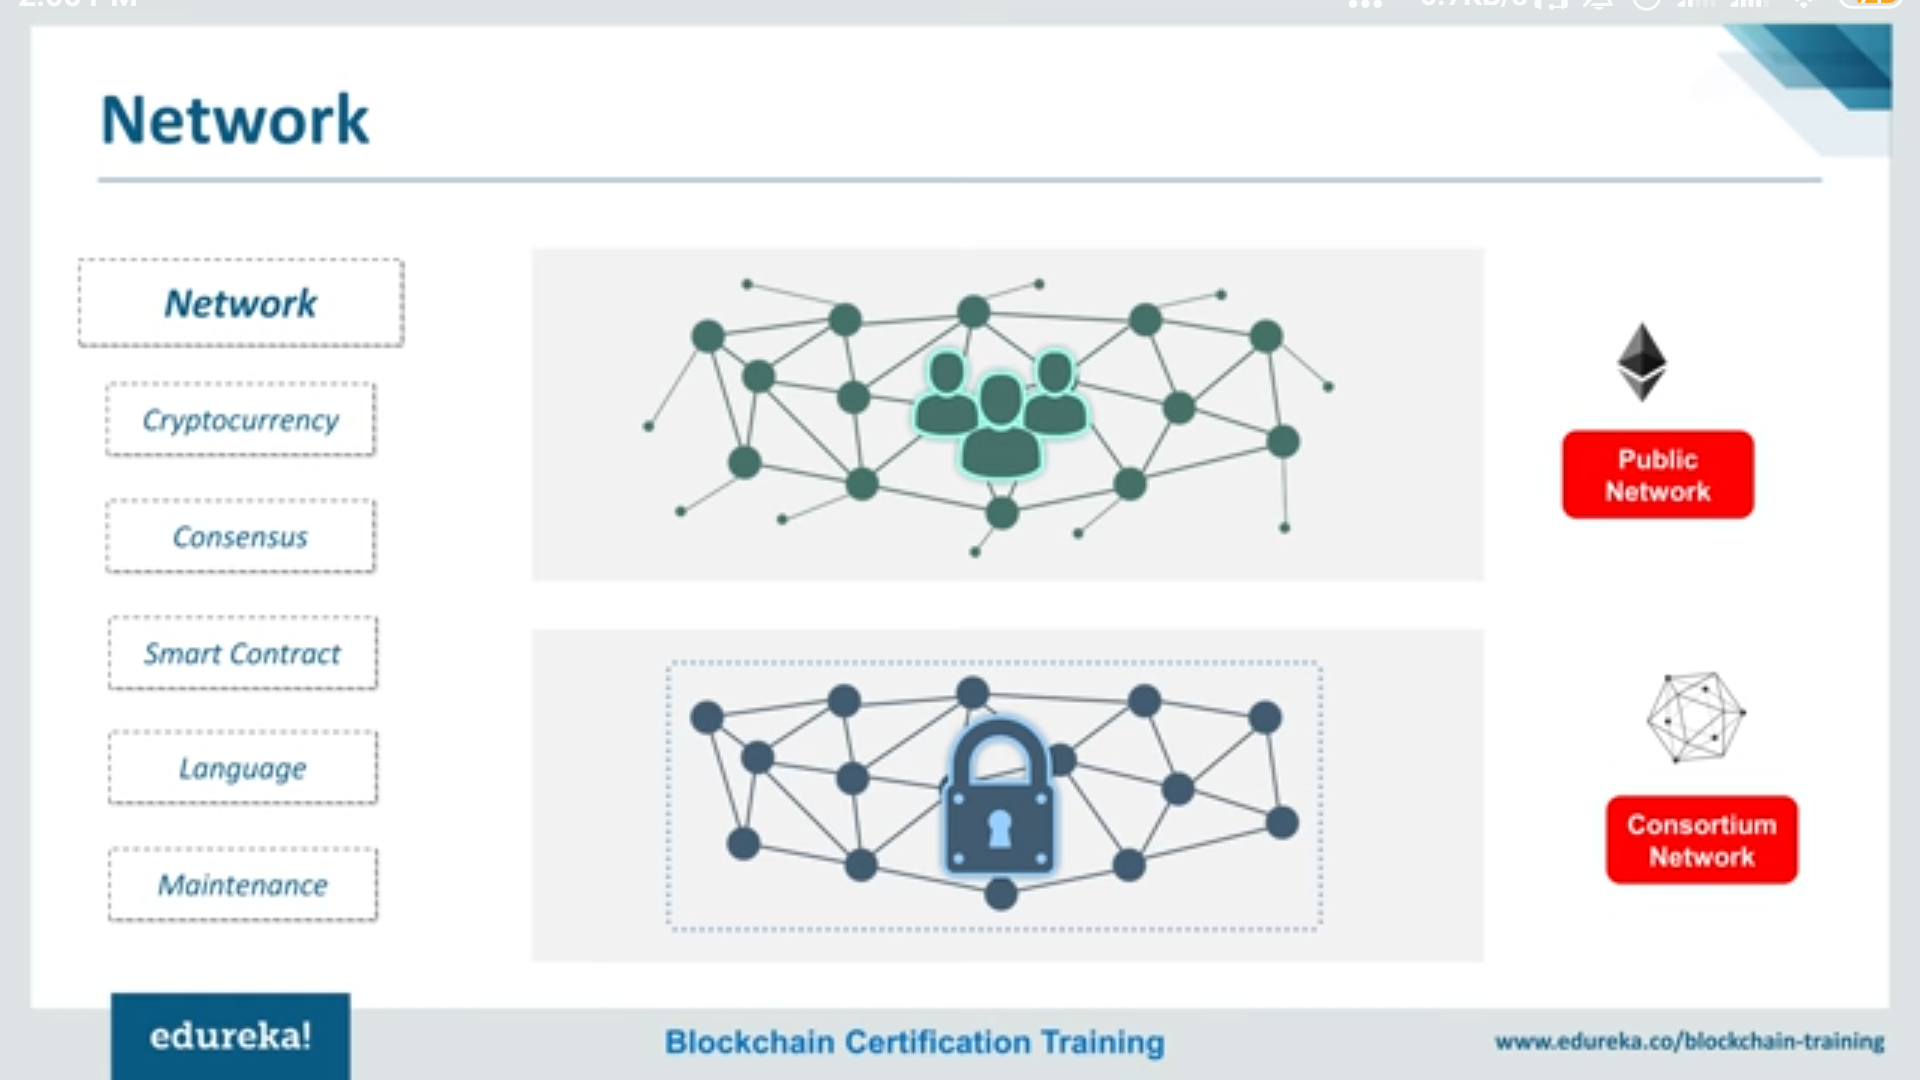 Network
Network
Cryptocurrency
Consensus
Smart Contract
Language
Maintenance
Public
Network
Consortium
Network
edureka!
Blockchain Certification Training
www.edureka.co/blockchain-training